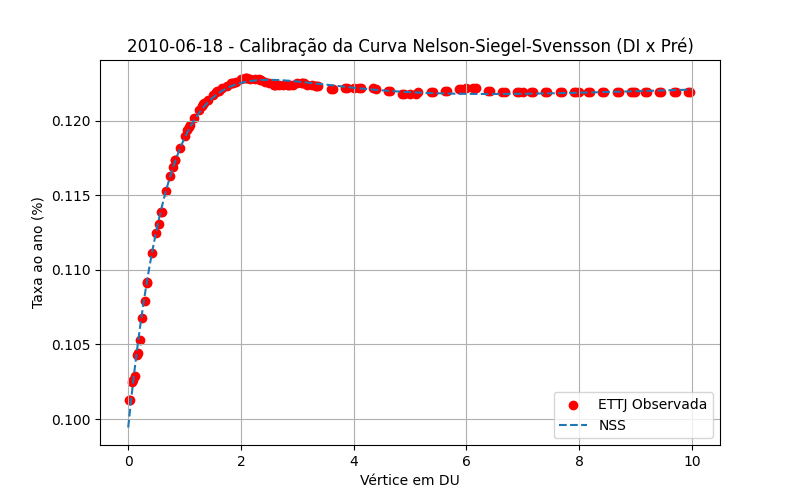 2010-06-18 - Calibração da Curva Nelson-Siegel-Svensson (DI x Pré)
Taxa ao ano (%)
0.120
0.115
0.110
0.105
0.100
ETTJ Observada
NSS
0 2 4 6 8 10
Vértice em DU